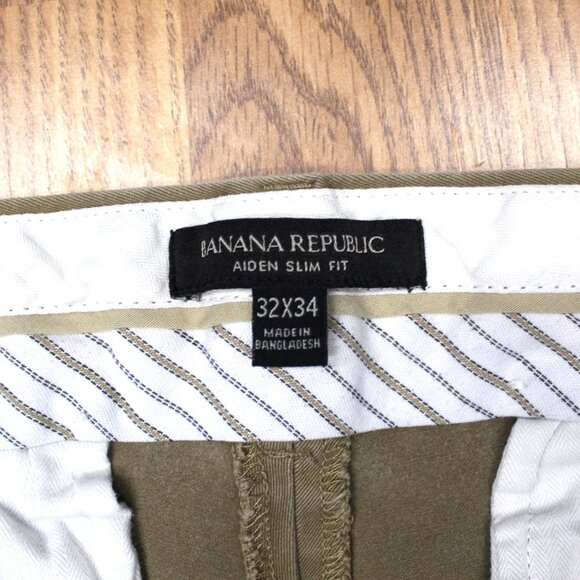 BANANA REPUBLIC
AIDEN SLIM FIT
32X34
MADE IN
BANGLADESH